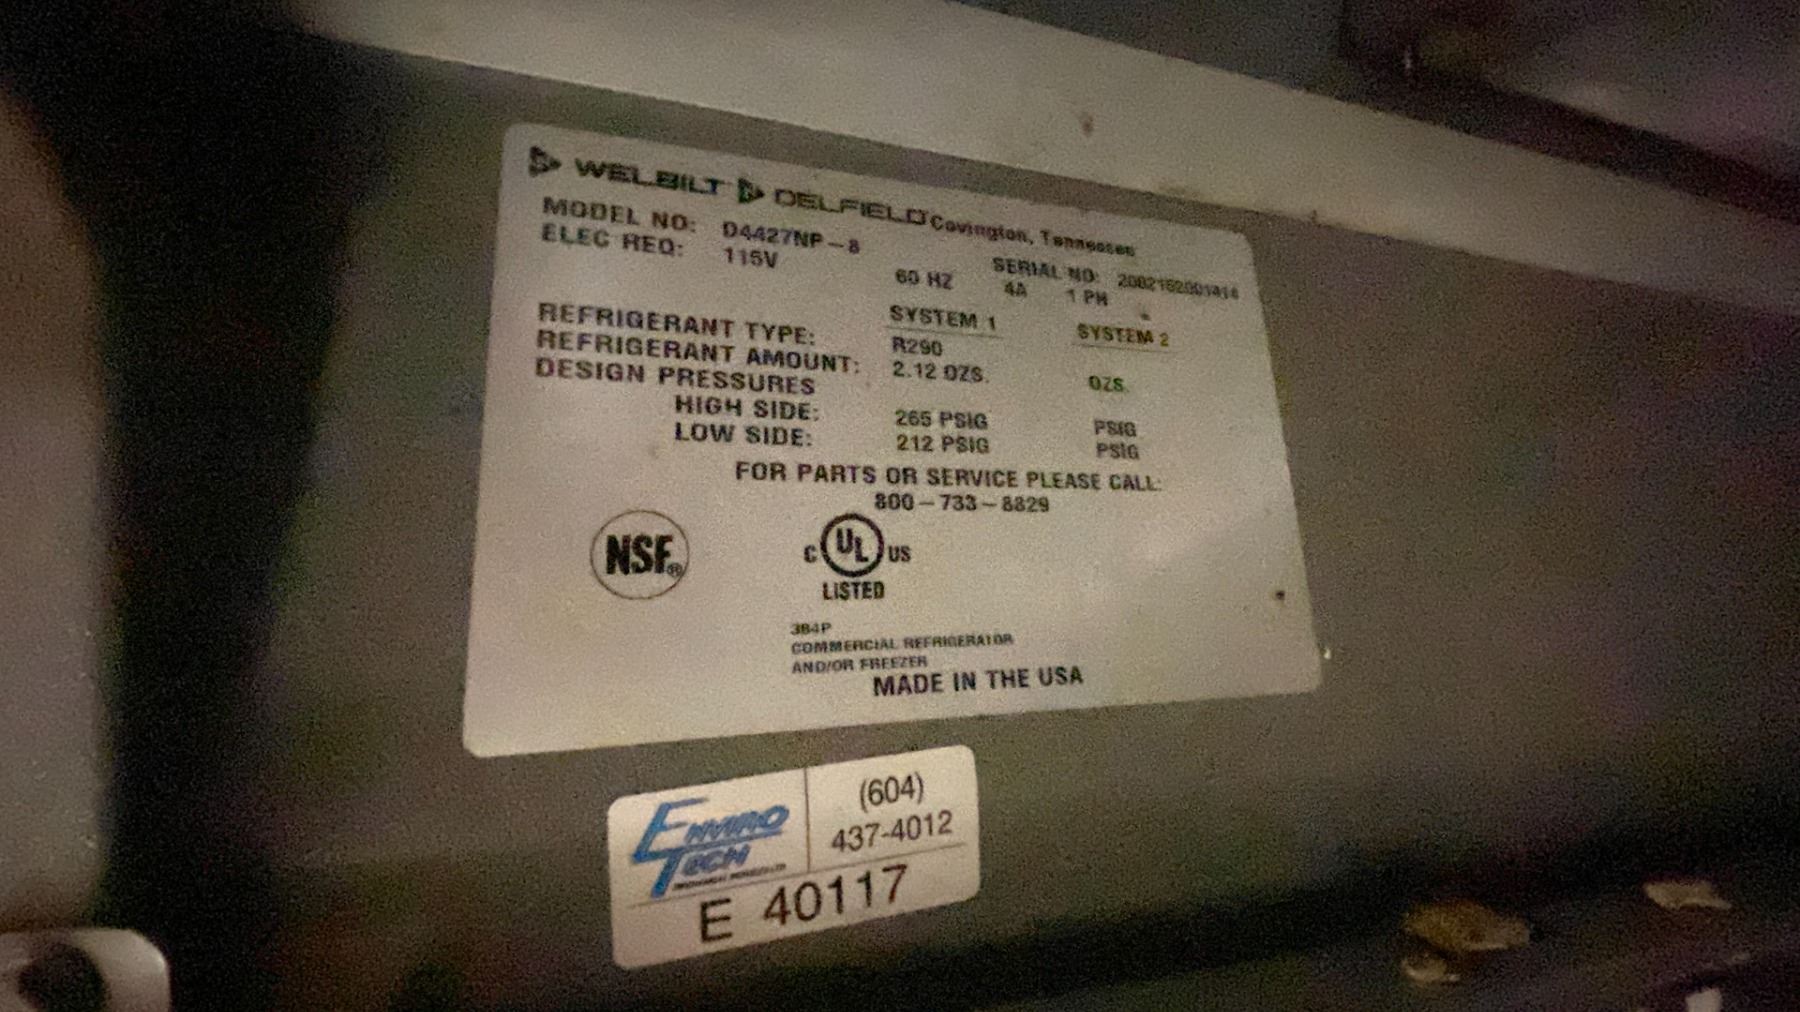 WELBILT DELFIELD Covington, Tennessee
MODEL NO: D4427NP-8 SERIAL NO:
ELEC REQ: 115V 60 HZ 4A 1 PH
SYSTEM 1 SYSTEM 2
REFRIGERANT TYPE: R290
REFRIGERANT AMOUNT: 2.12 OZS. OZS.
DESIGN PRESSURES
HIGH SIDE: 265 PSIG PSIG
LOW SIDE: 212 PSIG PSIG
FOR PARTS OR SERVICE PLEASE CALL:
800-733-8829
NSF®
C UL US
LISTED
3B4P
COMMERCIAL REFRIGERATOR
AND/OR FREEZER
MADE IN THE USA
ENVIRO TECH
(604)
437-4012
E 40117